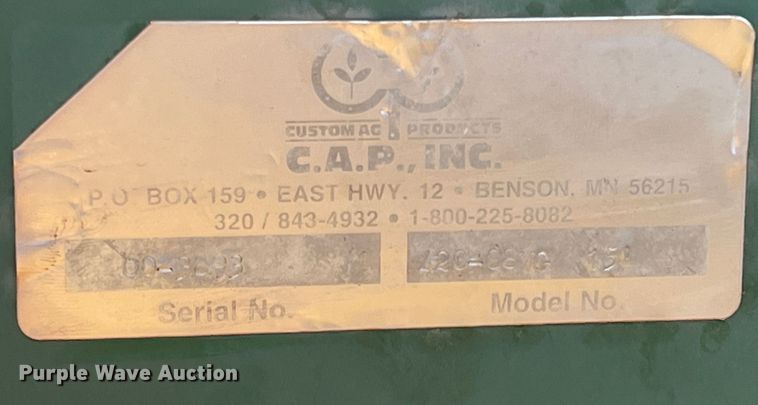 CUSTOM AG PRODUCTS
C.A.P., INC.
P.O. BOX 159 • EAST HWY. 12 • BENSON, MN 56215
320 / 843-4932 • 1-800-225-8082
Serial No. Model No.
Purple Wave Auction